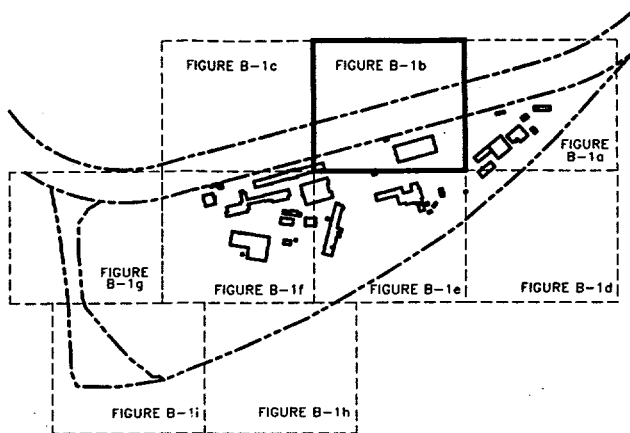 FIGURE B-1c
FIGURE B-1b
FIGURE
B-1a
FIGURE
B-1g
FIGURE B-1f
FIGURE B-1e
FIGURE B-1d
FIGURE B-1i
FIGURE B-1h